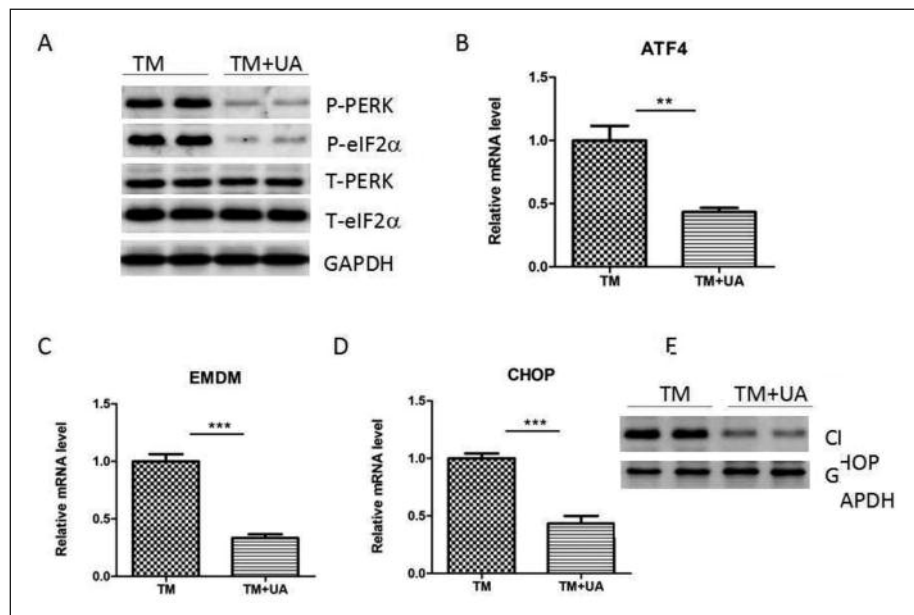 A
TM TM+UA
P-PERK
P-eIF2α
T-PERK
T-eIF2α
GAPDH
B
ATF4
Relative mRNA level
1.5
1.0
0.5
0.0
**
TM TM+UA
C
EMDM
Relative mRNA level
1.5
1.0
0.5
0.0
***
TM TM+UA
D
CHOP
Relative mRNA level
1.5
1.0
0.5
0.0
***
TM TM+UA
E
TM TM+UA
CHOP
GAPDH